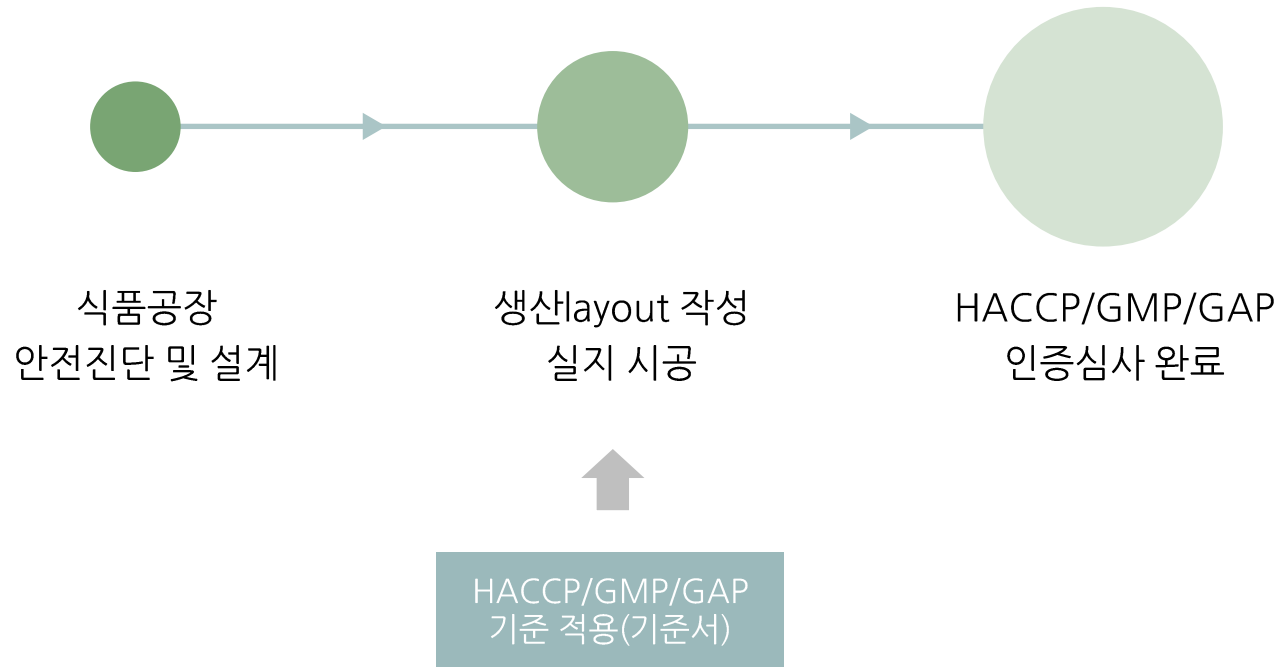 식품공장
안전진단 및 설계
생산layout 작성
실지 시공
HACCP/GMP/GAP
인증심사 완료
HACCP/GMP/GAP
기준 적용(기준서)